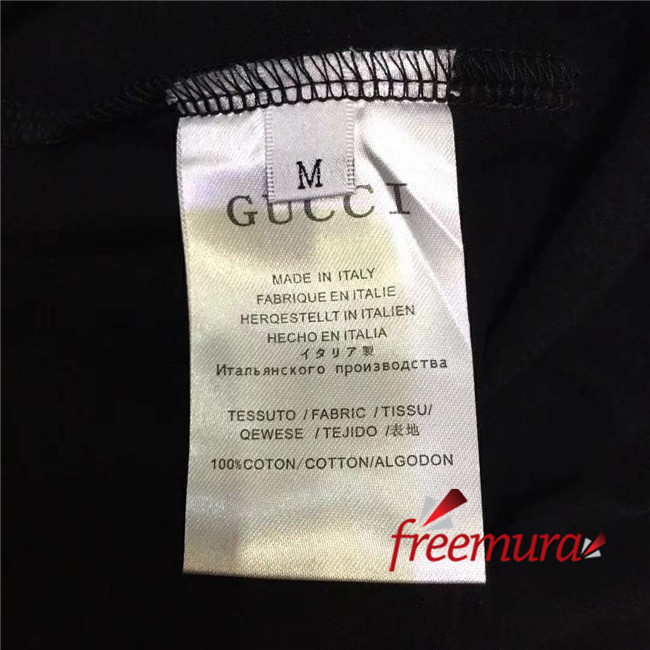 M
GUCCI
MADE IN ITALY
FABRIQUE EN ITALIE
HERQESTELLT IN ITALIEN
HECHO EN ITALIA
イタリア製
Итальянского производства
TESSUTO /FABRIC /TISSU/
QEWESE /TEJIDO /表地
100%COTON/COTTON/ALGODON
freemura